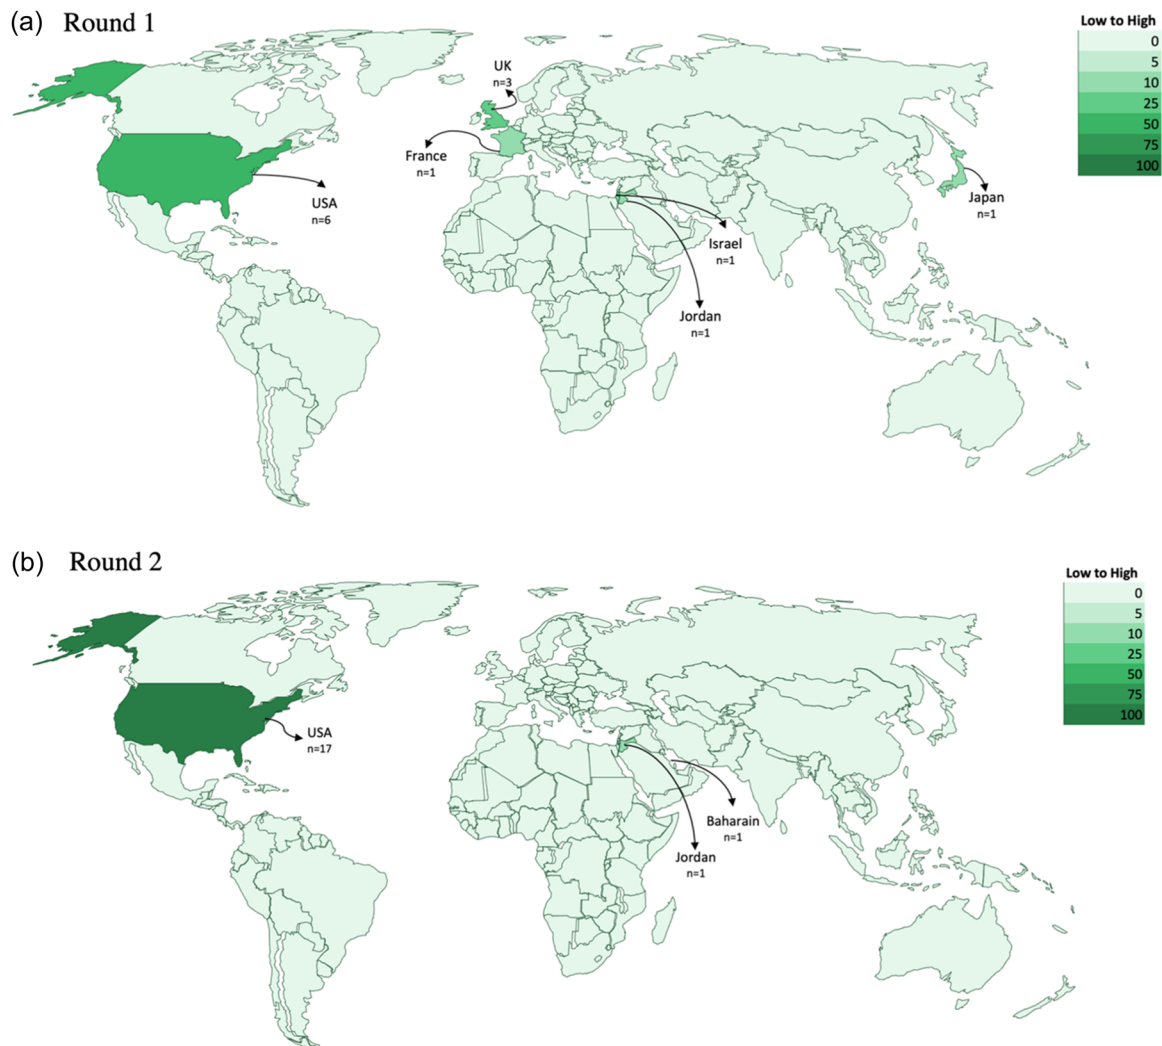 (a) Round 1
Low to High
0
5
10
25
50
75
100
UK
n=3
France
n=1
USA
n=6
Japan
n=1
Israel
n=1
Jordan
n=1
(b) Round 2
Low to High
0
5
10
25
50
75
100
USA
n=17
Baharain
n=1
Jordan
n=1